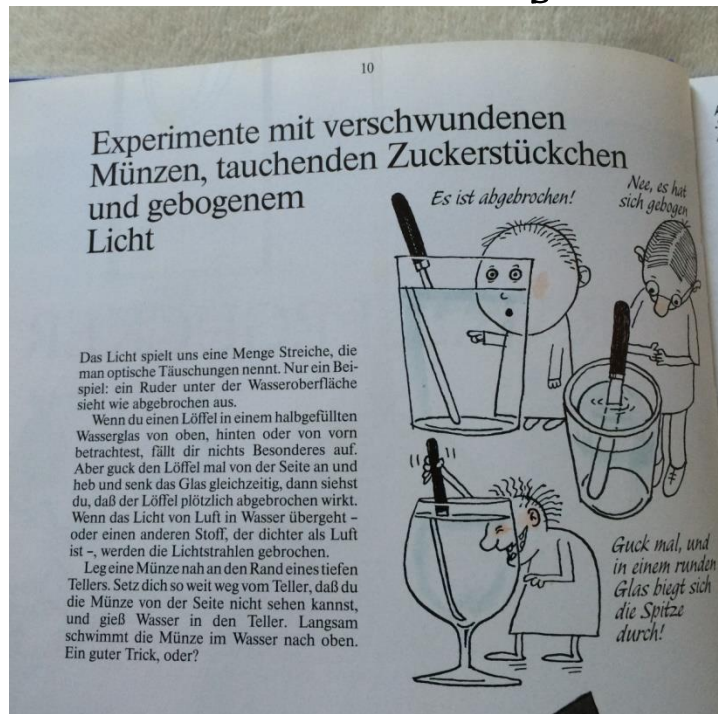 10
Experimente mit verschwundenen
Münzen, tauchenden Zuckerstückchen
und gebogenem
Licht
Es ist abgebrochen!
Nee, es hat
sich gebogen
Das Licht spielt uns eine Menge Streiche, die
man optische Täuschungen nennt. Nur ein Bei-
spiel: ein Ruder unter der Wasseroberfläche
sieht wie abgebrochen aus.
Wenn du einen Löffel in einem halbgefüllten
Wasserglas von oben, hinten oder von vorn
betrachtest, fällt dir nichts Besonderes auf.
Aber guck den Löffel mal von der Seite an und
heb und senk das Glas gleichzeitig, dann siehst
du, daß der Löffel plötzlich abgebrochen wirkt.
Wenn das Licht von Luft in Wasser übergeht –
oder einen anderen Stoff, der dichter als Luft
ist –, werden die Lichtstrahlen gebrochen.
Leg eine Münze nah an den Rand eines tiefen
Tellers. Setz dich so weit weg vom Teller, daß du
die Münze von der Seite nicht sehen kannst,
und gieß Wasser in den Teller. Langsam
schwimmt die Münze im Wasser nach oben.
Ein guter Trick, oder?
Guck mal, und
in einem runden
Glas biegt sich
die Spitze
durch!